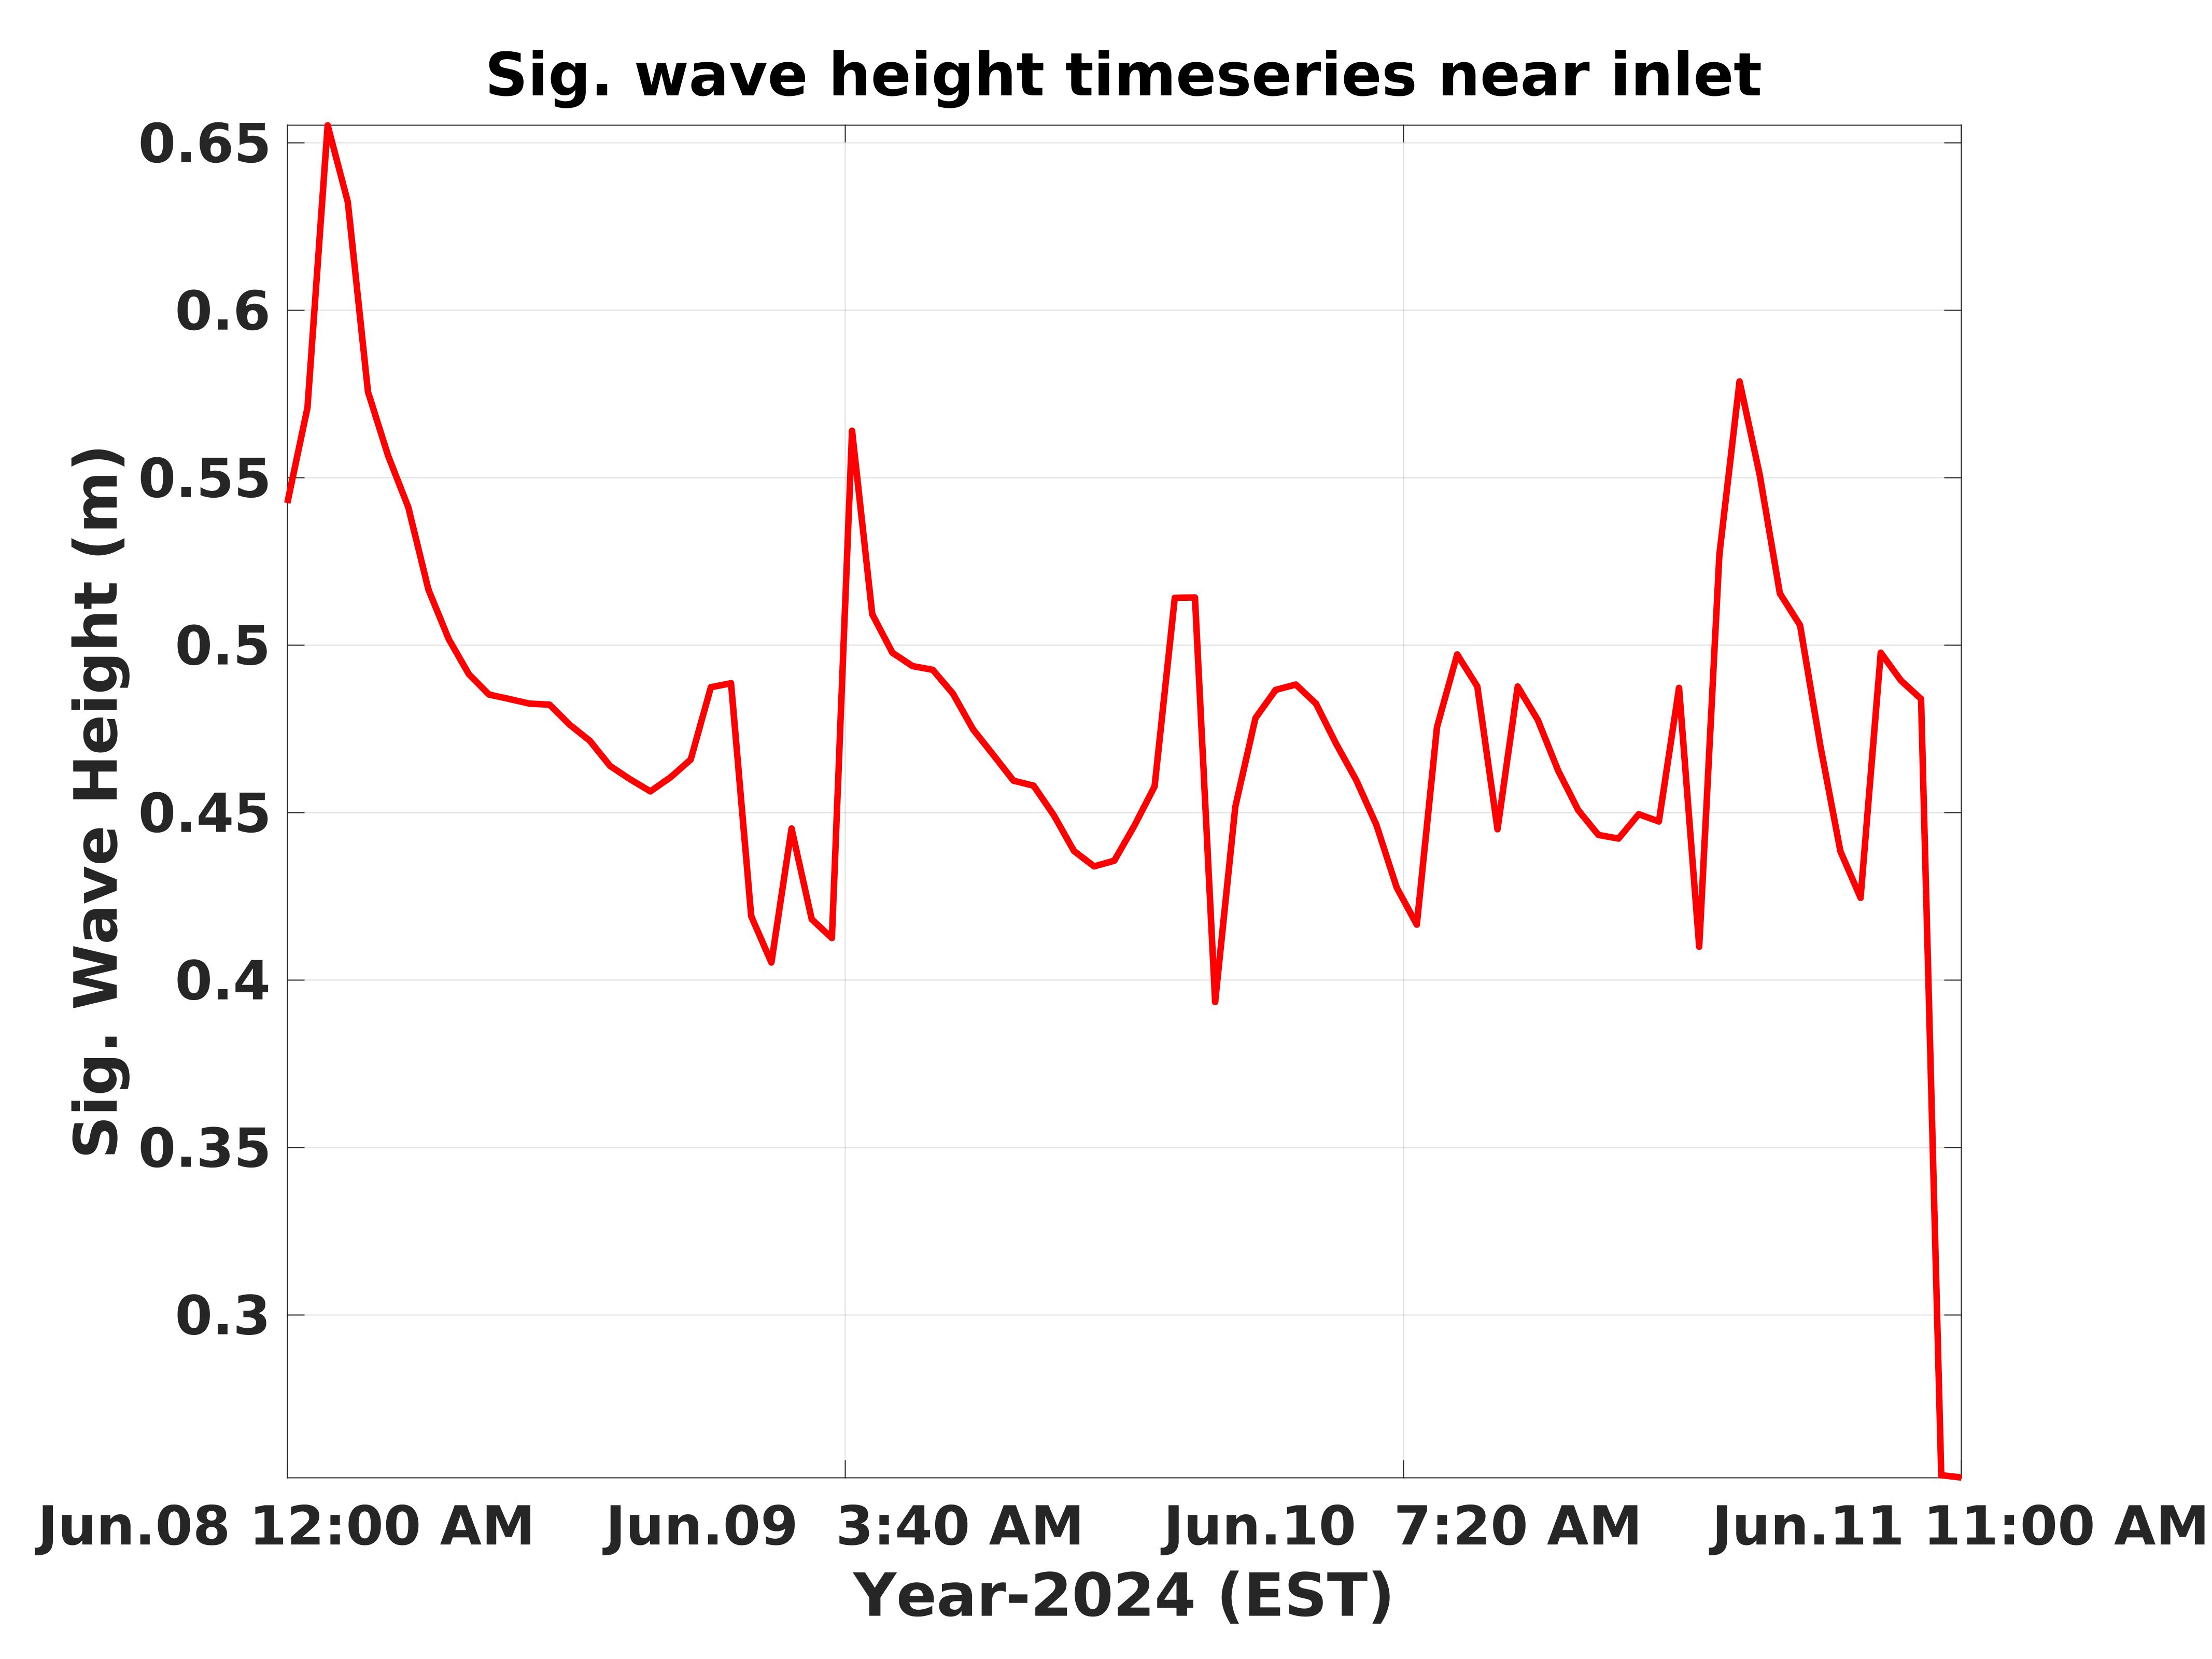 Sig. wave height timeseries near inlet
Sig. Wave Height (m)
0.65
0.6
0.55
0.5
0.45
0.4
0.35
0.3
Jun.08 12:00 AM Jun.09 3:40 AM Jun.10 7:20 AM Jun.11 11:00 AM
Year-2024 (EST)